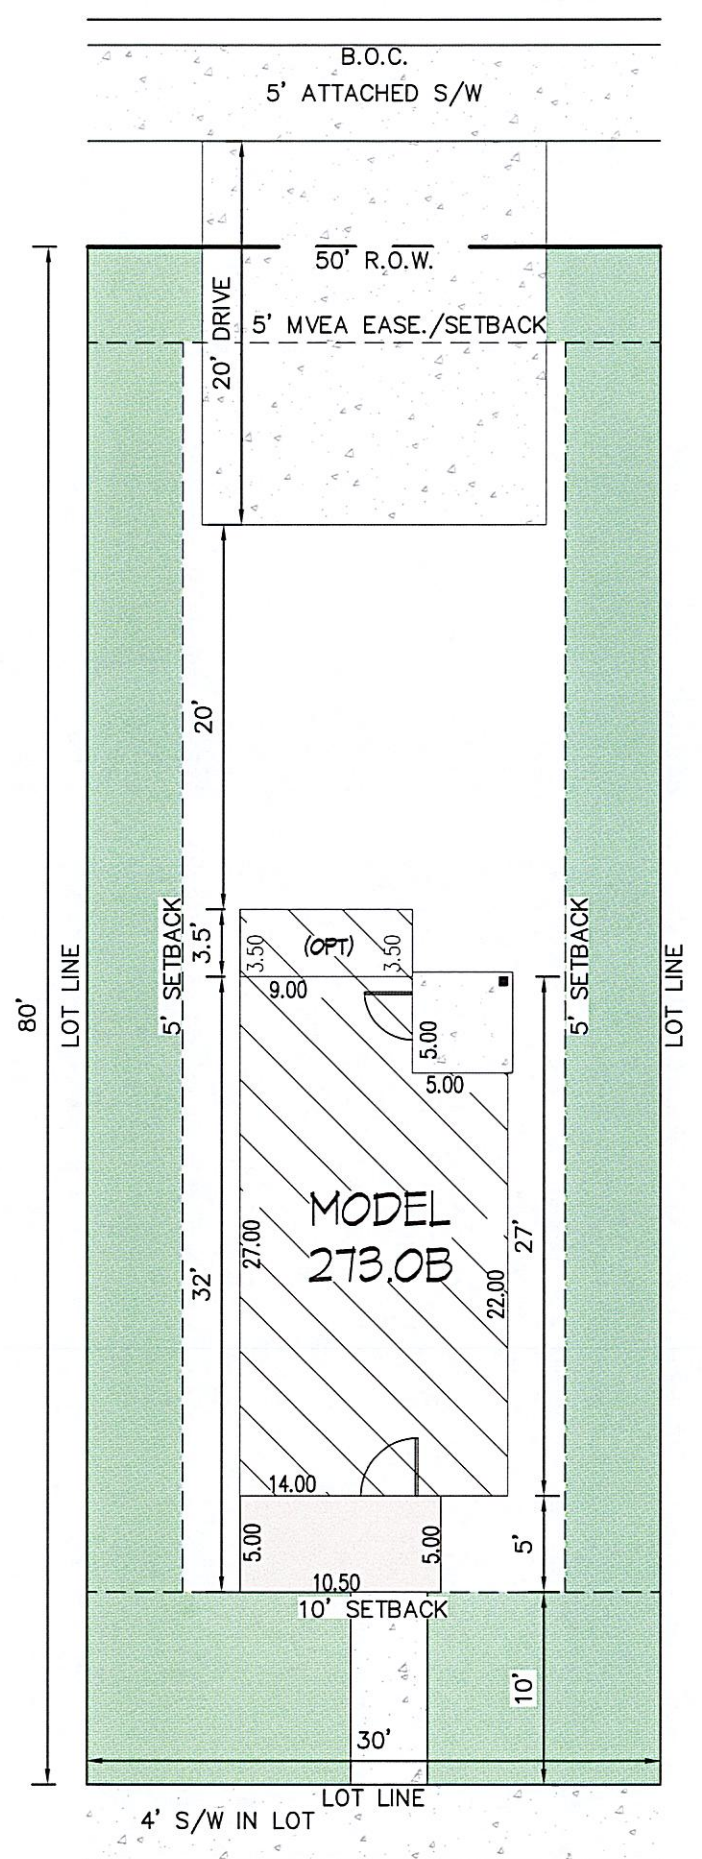 B.O.C.
5' ATTACHED S/W
50' R.O.W.
20' DRIVE
5' MVEA EASE./SETBACK
20'
80'
LOT LINE
5' SETBACK
3.5'
3.50
(OPT)
3.50
9.00
5.00
5.00
5' SETBACK
LOT LINE
MODEL
273.0B
27.00
32'
22.00
27'
14.00
5.00
5.00
10.50
5'
10' SETBACK
10'
30'
LOT LINE
4' S/W IN LOT